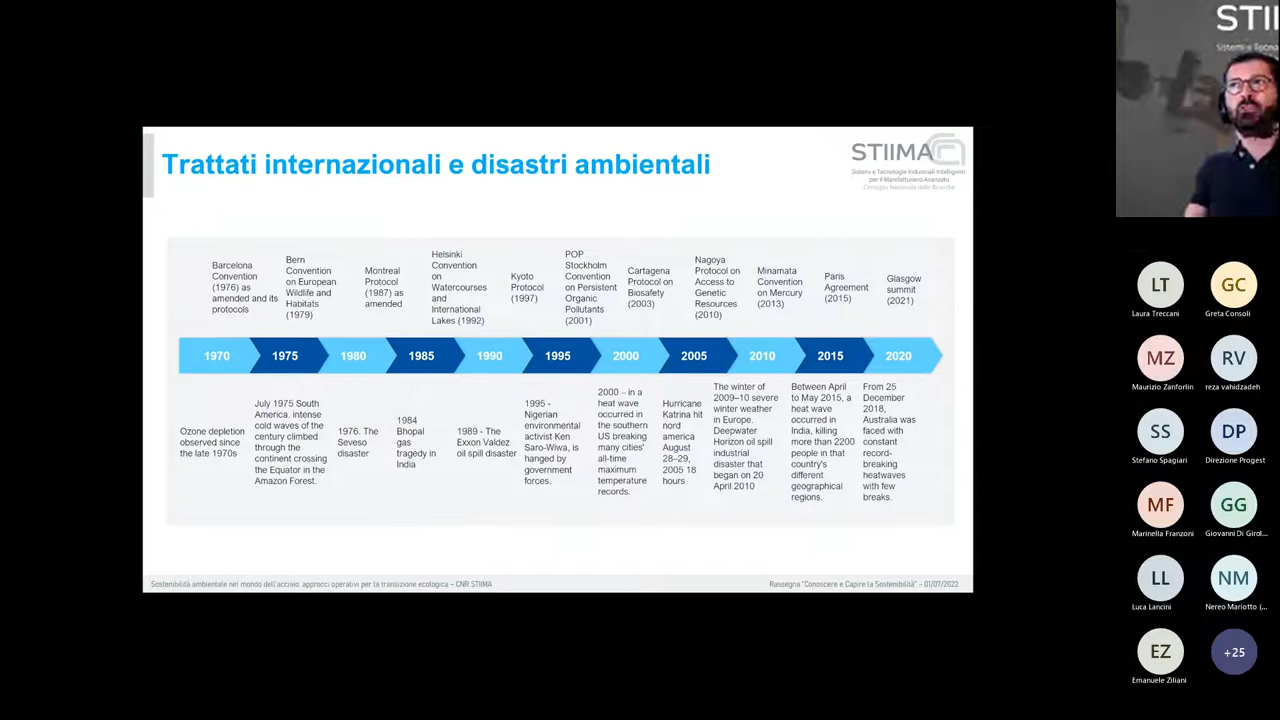 Trattati internazionali e disastri ambientali
STIIMA
Sistemi e Tecnologie Industriali Intelligenti
per il Manifatturiero Avanzato
Consiglio Nazionale delle Ricerche
Barcelona
Convention
(1976) as
amended and its
protocols
Bern
Convention
on European
Wildlife and
Habitats
(1979)
Montreal
Protocol
(1987) as
amended
Helsinki
Convention
on
Watercourses
and
International
Lakes (1992)
Kyoto
Protocol
(1997)
POP
Stockholm
Convention
on Persistent
Organic
Pollutants
(2001)
Cartagena
Protocol on
Biosafety
(2003)
Nagoya
Protocol on
Access to
Genetic
Resources
(2010)
Minamata
Convention
on Mercury
(2013)
Paris
Agreement
(2015)
Glasgow
summit
(2021)
1970 1975 1980 1985 1990 1995 2000 2005 2010 2015 2020
Ozone depletion
observed since
the late 1970s
July 1975 South
America. intense
cold waves of the
century climbed
through the
continent crossing
the Equator in the
Amazon Forest.
1976. The
Seveso
disaster
1984
Bhopal
gas
tragedy in
India
1989 - The
Exxon Valdez
oil spill disaster
1995 -
Nigerian
environmental
activist Ken
Saro-Wiwa, is
hanged by
government
forces.
2000 – in a
heat wave
occurred in
the southern
US breaking
many cities'
all-time
maximum
temperature
records.
Hurricane
Katrina hit
nord
america
August
28–29,
2005 18
hours
The winter of
2009–10 severe
winter weather
in Europe.
Deepwater
Horizon oil spill
industrial
disaster that
began on 20
April 2010
Between April
to May 2015, a
heat wave
occurred in
India, killing
more than 2200
people in that
country's
different
geographical
regions.
From 25
December
2018,
Australia was
faced with
constant
record-
breaking
heatwaves
with few
breaks.
Sostenibilità ambientale nel mondo dell'acciaio: approcci operativi per la transizione ecologica – CNR STIIMA
Rassegna "Conoscere e Capire la Sostenibilità" – 01/07/2022
STII
Sistemi e Tecno
LT GC
Laura Treccani Greta Consoli
MZ RV
Maurizio Zanforlin reza vahidzadeh
SS DP
Stefano Spagiari Direzione Progest
MF GG
Marinella Franzoni Giovanni Di Girol...
LL NM
Luca Lancini Nereo Mariotto (...
EZ +25
Emanuele Ziliani